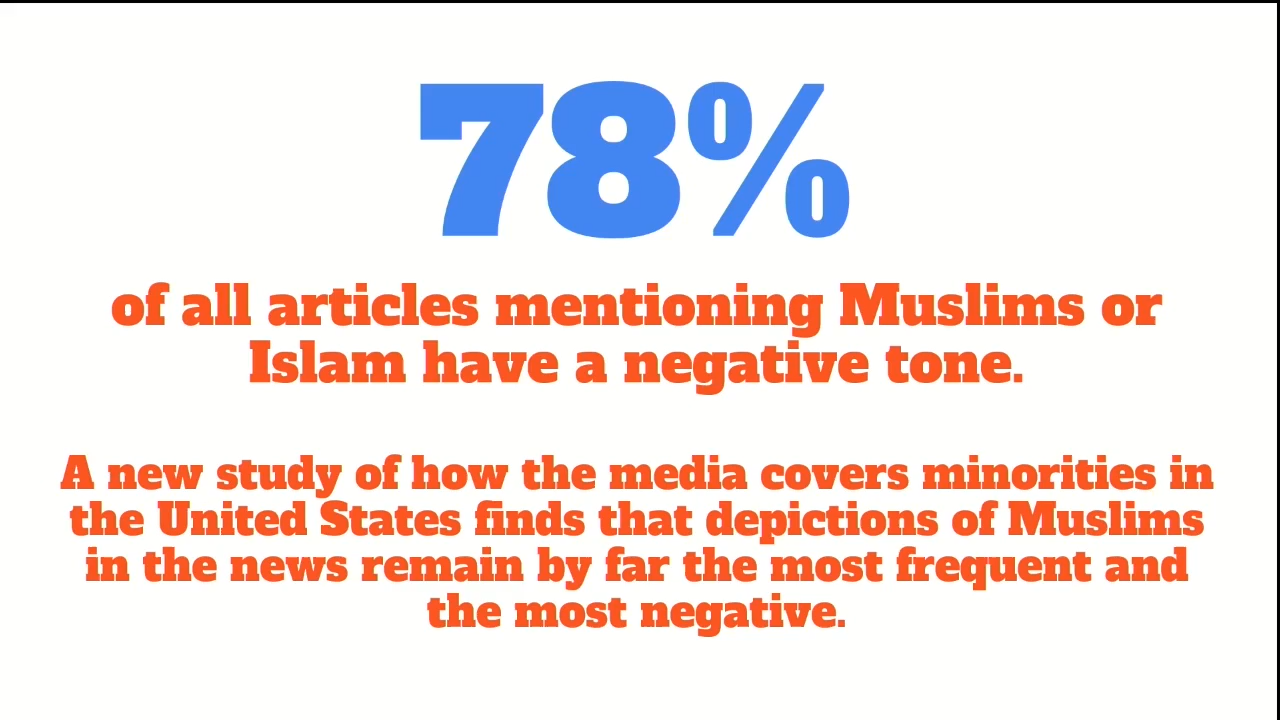 78%
of all articles mentioning Muslims or
Islam have a negative tone.
A new study of how the media covers minorities in
the United States finds that depictions of Muslims
in the news remain by far the most frequent and
the most negative.